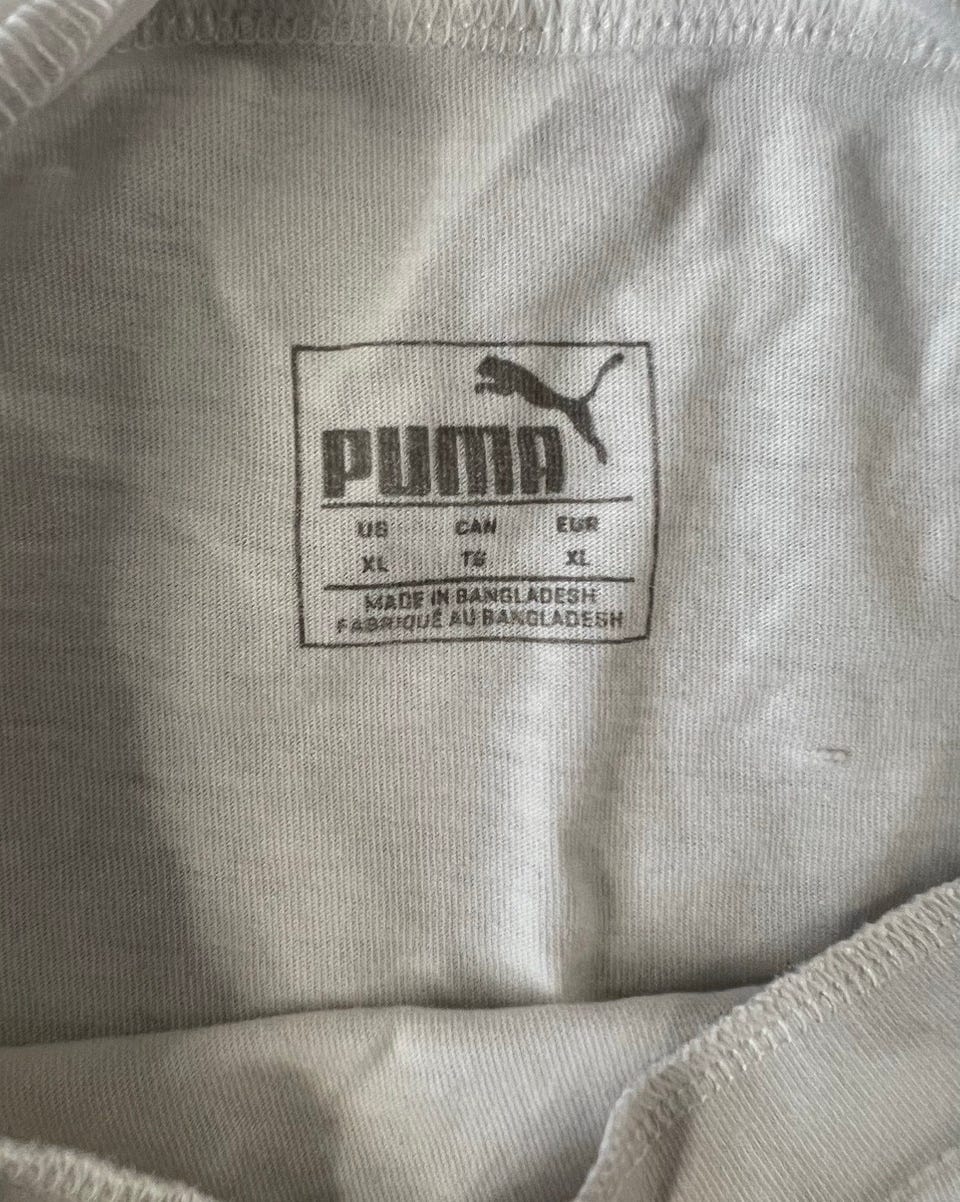 PUMA
US CAN EUR
XL TG XL
MADE IN BANGLADESH
FABRIQUÉ AU BANGLADESH